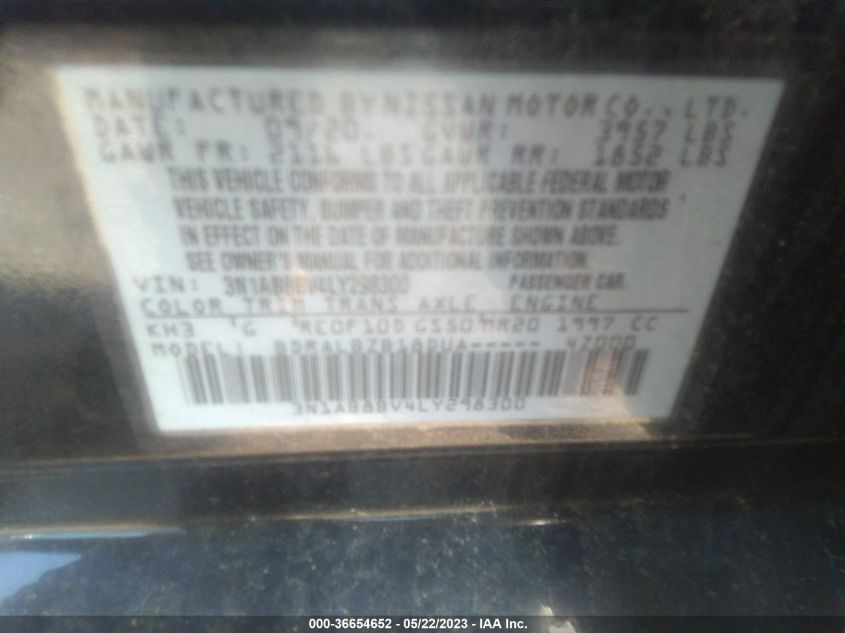 MANUFACTURED BY NISSAN MOTOR CO., LTD.
DATE: 09/20 GVWR: 3957 LBS
GAWR FR: 2116 LBS GAWR RR: 1852 LBS
THIS VEHICLE CONFORMS TO ALL APPLICABLE FEDERAL MOTOR
VEHICLE SAFETY, BUMPER AND THEFT PREVENTION STANDARDS
IN EFFECT ON THE DATE OF MANUFACTURE SHOWN ABOVE.
SEE OWNER'S MANUAL FOR ADDITIONAL INFORMATION.
VIN: 3N1AB8BV4LY298300 PASSENGER CAR.
COLOR TRIM TRANS AXLE ENGINE
KH3 G RE0F10D GS50 MR20 1997 CC
MODEL:
3N1AB8BV4LY298300
000-36654652 - 05/22/2023 - IAA Inc.